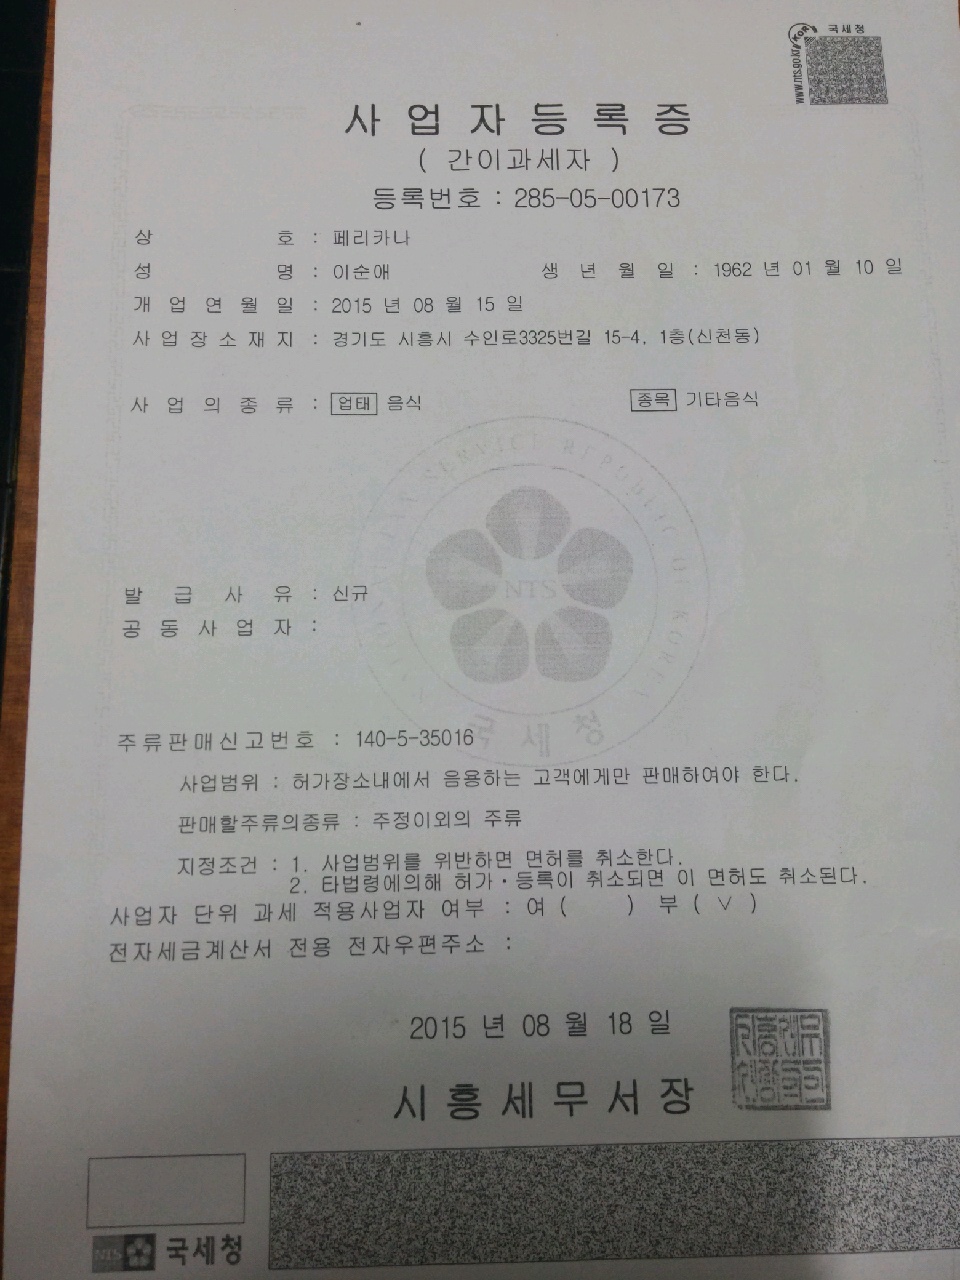 국세청
KOR
www.nts.go.kr
사업자등록증
( 간이과세자 )
등록번호 : 285-05-00173
상 호 : 페리카나
성 명 : 이순애 생 년 월 일 : 1962 년 01 월 10 일
개 업 연 월 일 : 2015 년 08 월 15 일
사 업 장 소 재 지 : 경기도 시흥시 수인로3325번길 15-4, 1층(신천동)
사 업 의 종 류 : 업태 음식 종목 기타음식
NTS
국세청
발 급 사 유 : 신규
공 동 사 업 자 :
주류판매신고번호 : 140-5-35016
사업범위 : 허가장소내에서 음용하는 고객에게만 판매하여야 한다.
판매할주류의종류 : 주정이외의 주류
지정조건 : 1. 사업범위를 위반하면 면허를 취소한다.
2. 타법령에의해 허가·등록이 취소되면 이 면허도 취소된다.
사업자 단위 과세 적용사업자 여부 : 여 ( ) 부 ( ∨ )
전자세금계산서 전용 전자우편주소 :
2015 년 08 월 18 일
시흥세무서장
NTS 국세청